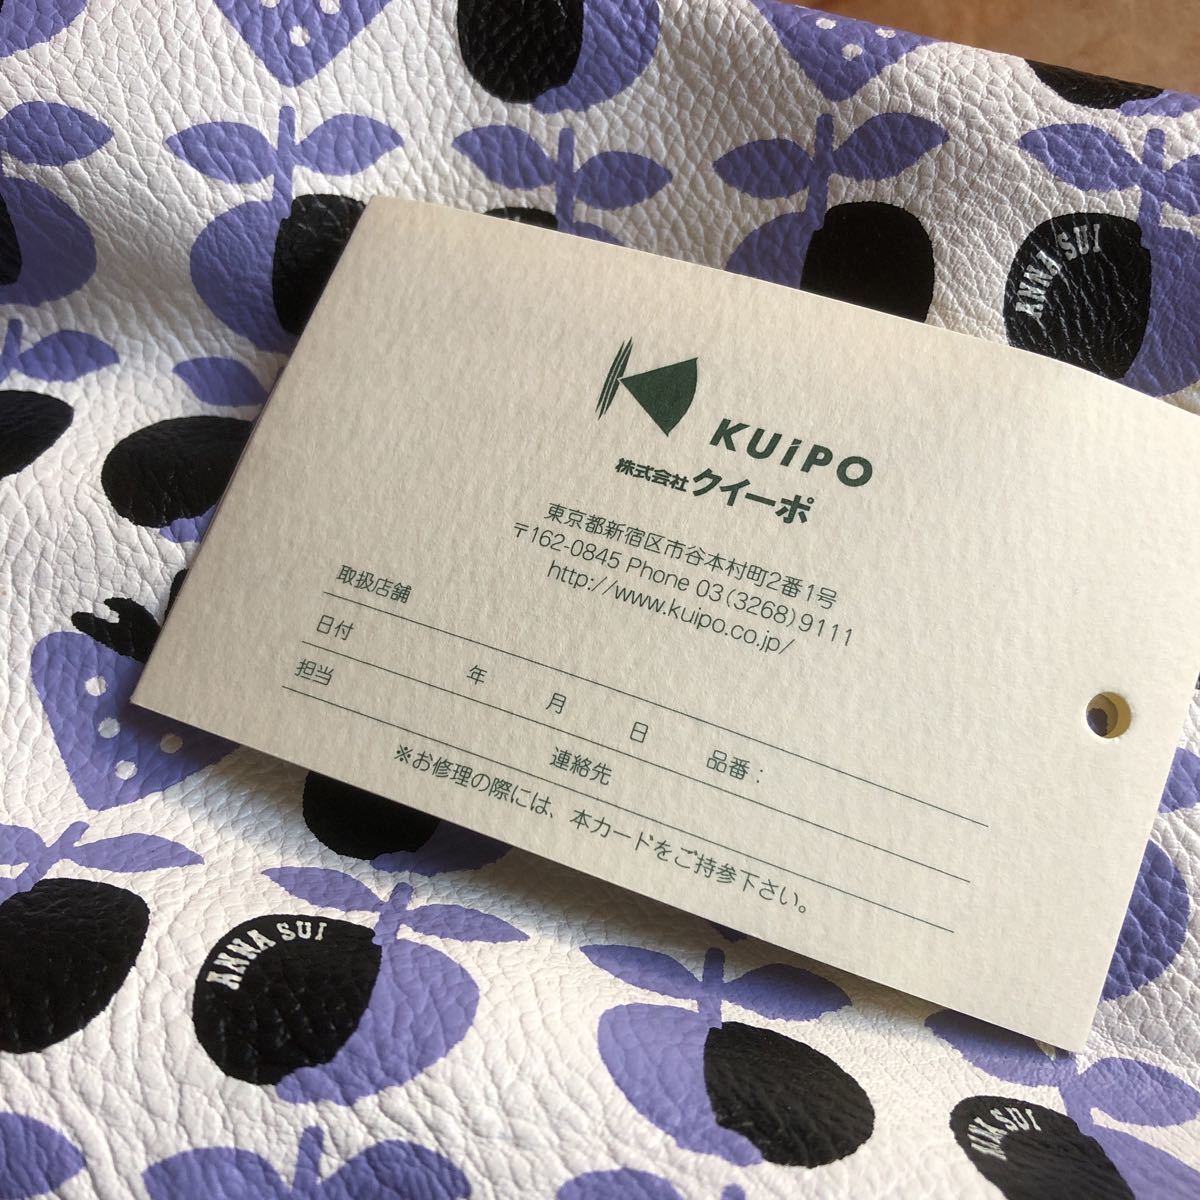 ANNA SUI
KUiPO
株式会社クイーポ
東京都新宿区市谷本村町2番1号
〒162-0845 Phone 03(3268)9111
http://www.kuipo.co.jp/
取扱店舗
日付 年 月 日 品番:
担当 連絡先
※お修理の際には、本カードをご持参下さい。
ANNA SUI
ANNA SUI